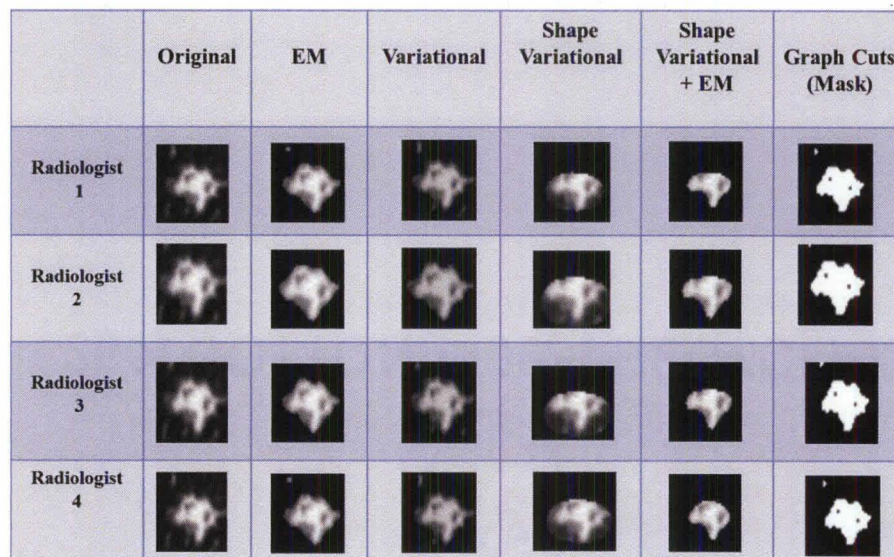 Original
EM
Variational
Shape
Variational
Shape
Variational
+ EM
Graph Cuts
(Mask)
Radiologist
1
Radiologist
2
Radiologist
3
Radiologist
4